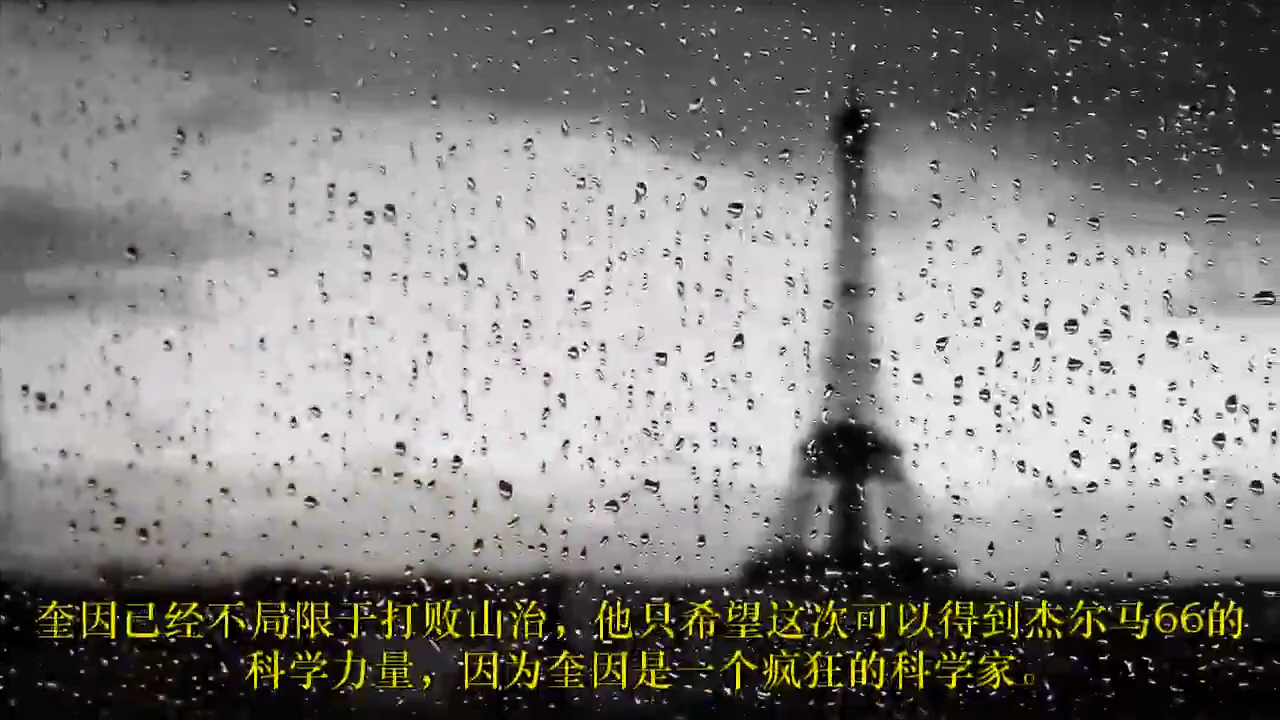 奎因已经不局限于打败山治，他只希望这次可以得到杰尔马66的
科学力量，因为奎因是一个疯狂的科学家。